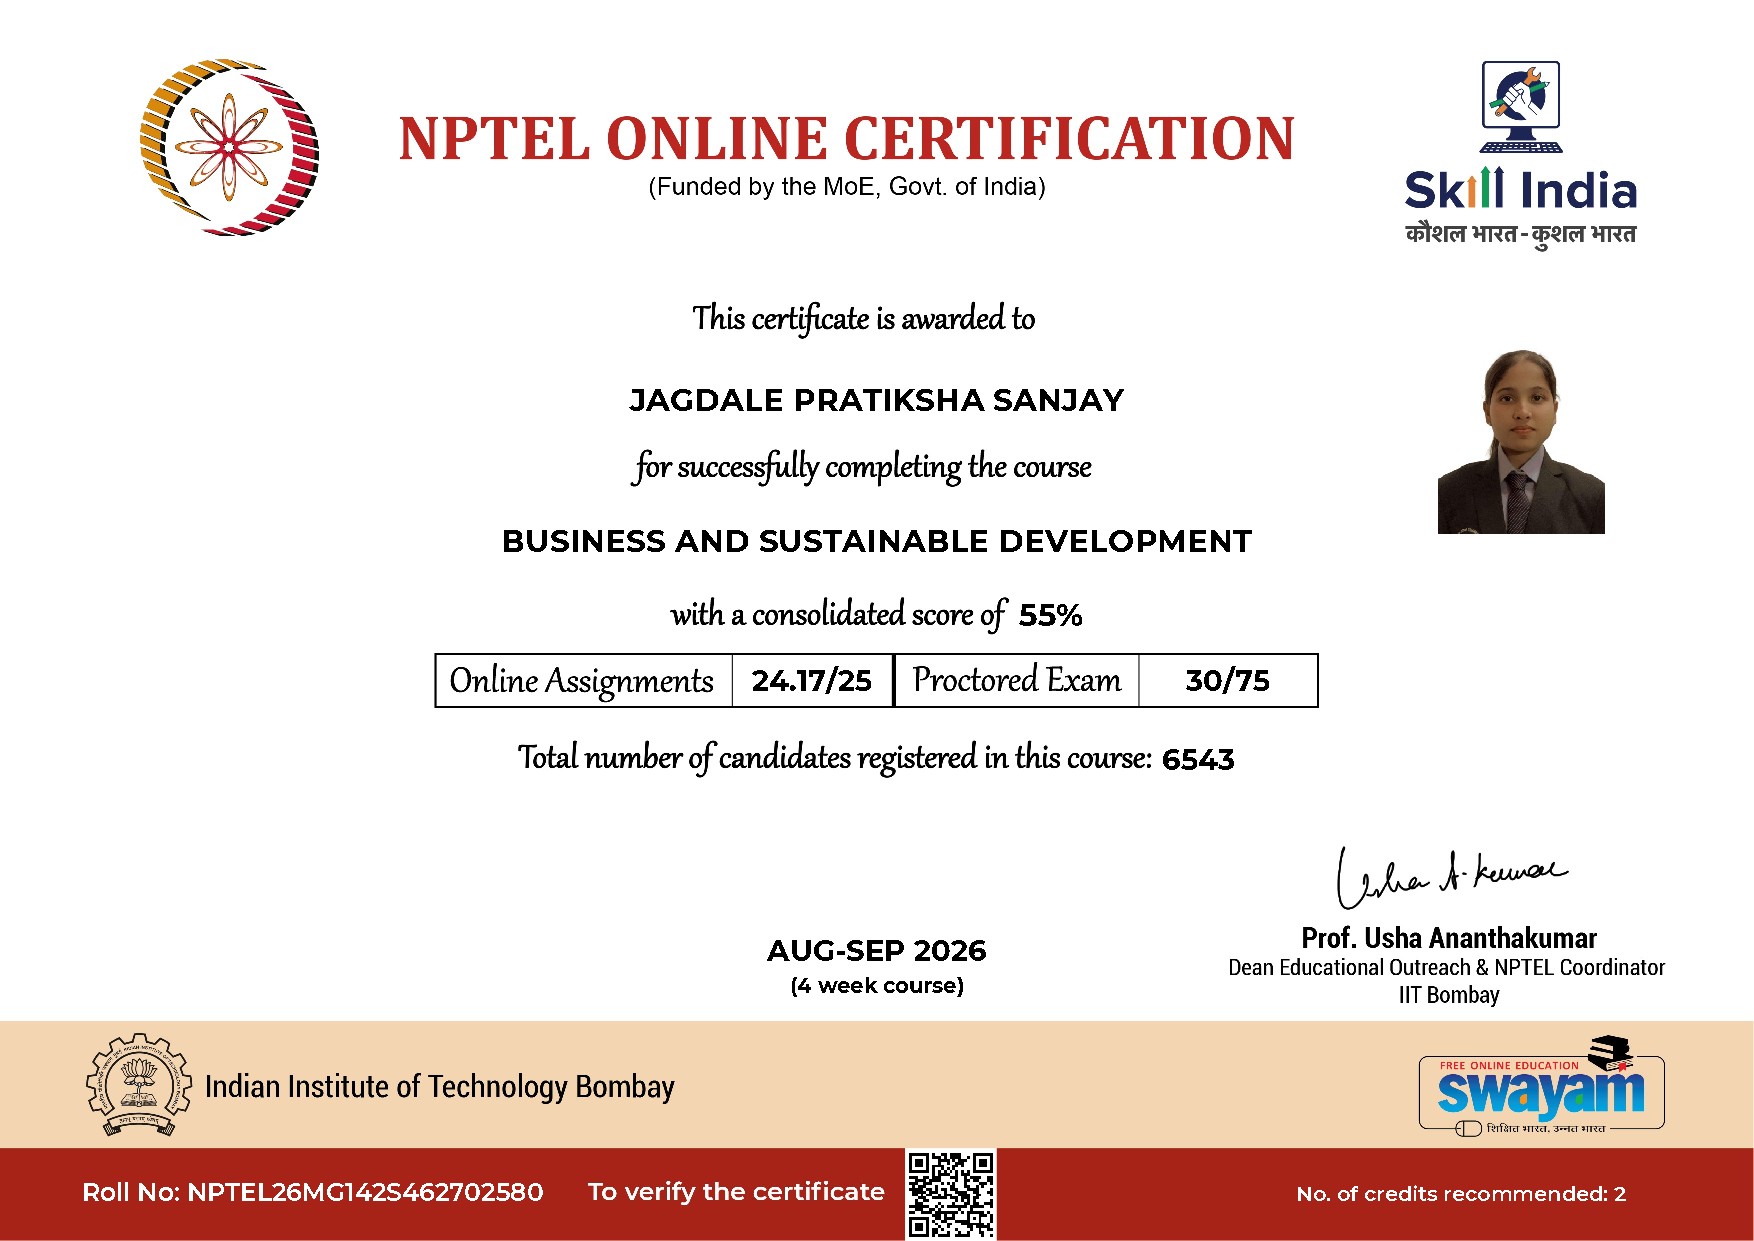 NPTEL ONLINE CERTIFICATION
(Funded by the MoE, Govt. of India)
Skill India
कौशल भारत - कुशल भारत
This certificate is awarded to
JAGDALE PRATIKSHA SANJAY
for successfully completing the course
BUSINESS AND SUSTAINABLE DEVELOPMENT
with a consolidated score of 55%
Online Assignments 24.17/25 Proctored Exam 30/75
Total number of candidates registered in this course: 6543
Usha A. Kumar
Prof. Usha Ananthakumar
Dean Educational Outreach & NPTEL Coordinator
IIT Bombay
AUG-SEP 2026
(4 week course)
Indian Institute of Technology Bombay
FREE ONLINE EDUCATION
swayam
शिक्षित भारत, उन्नत भारत
Roll No: NPTEL26MG142S462702580
To verify the certificate
No. of credits recommended: 2